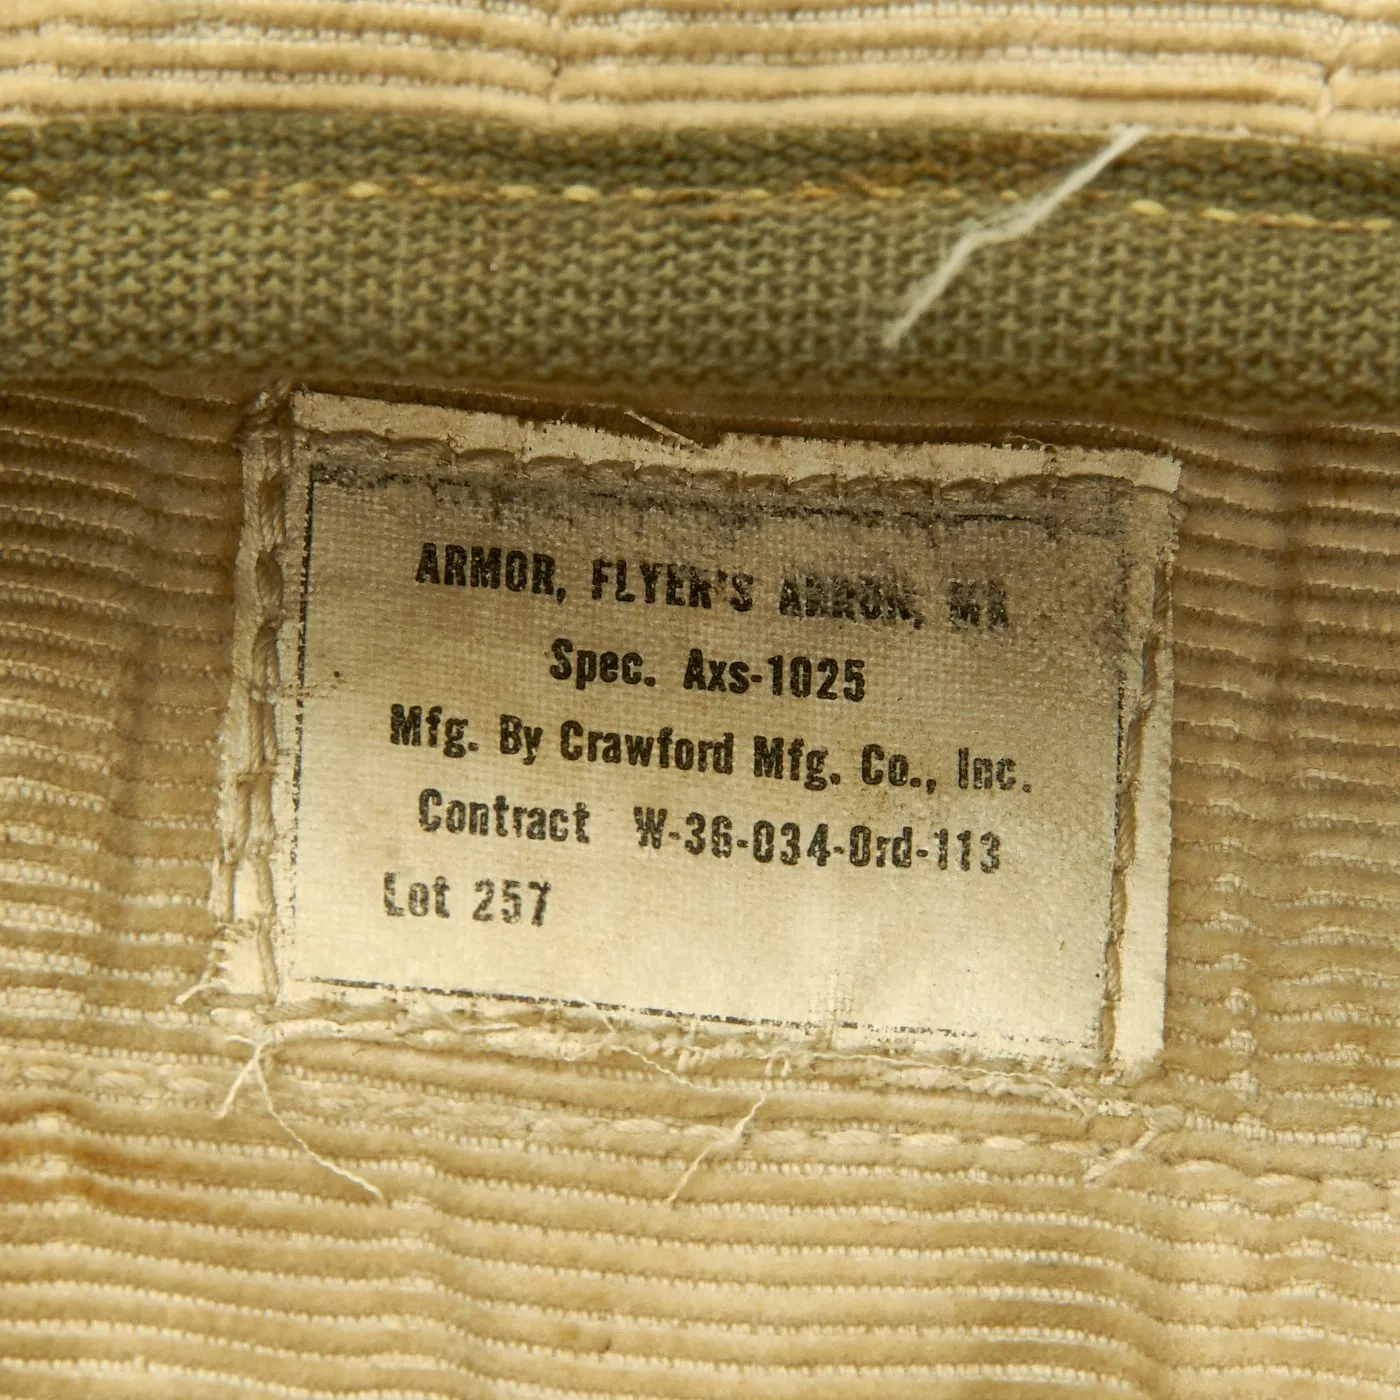 ARMOR, FLYER'S APRON,
Spec. Axs-1025
Mfg. By Crawford Mfg. Co., Inc.
Contract W-36-034-Ord-113
Lot 257